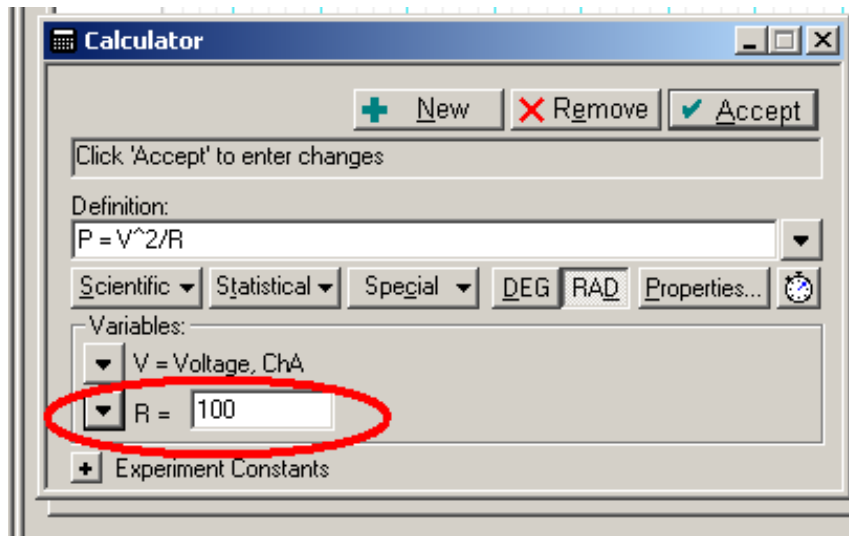 Calculator
New Remove Accept
Click 'Accept' to enter changes
Definition:
P = V^2/R
Scientific Statistical Special DEG RAD Properties...
Variables:
V = Voltage, ChA
R = 100
+ Experiment Constants